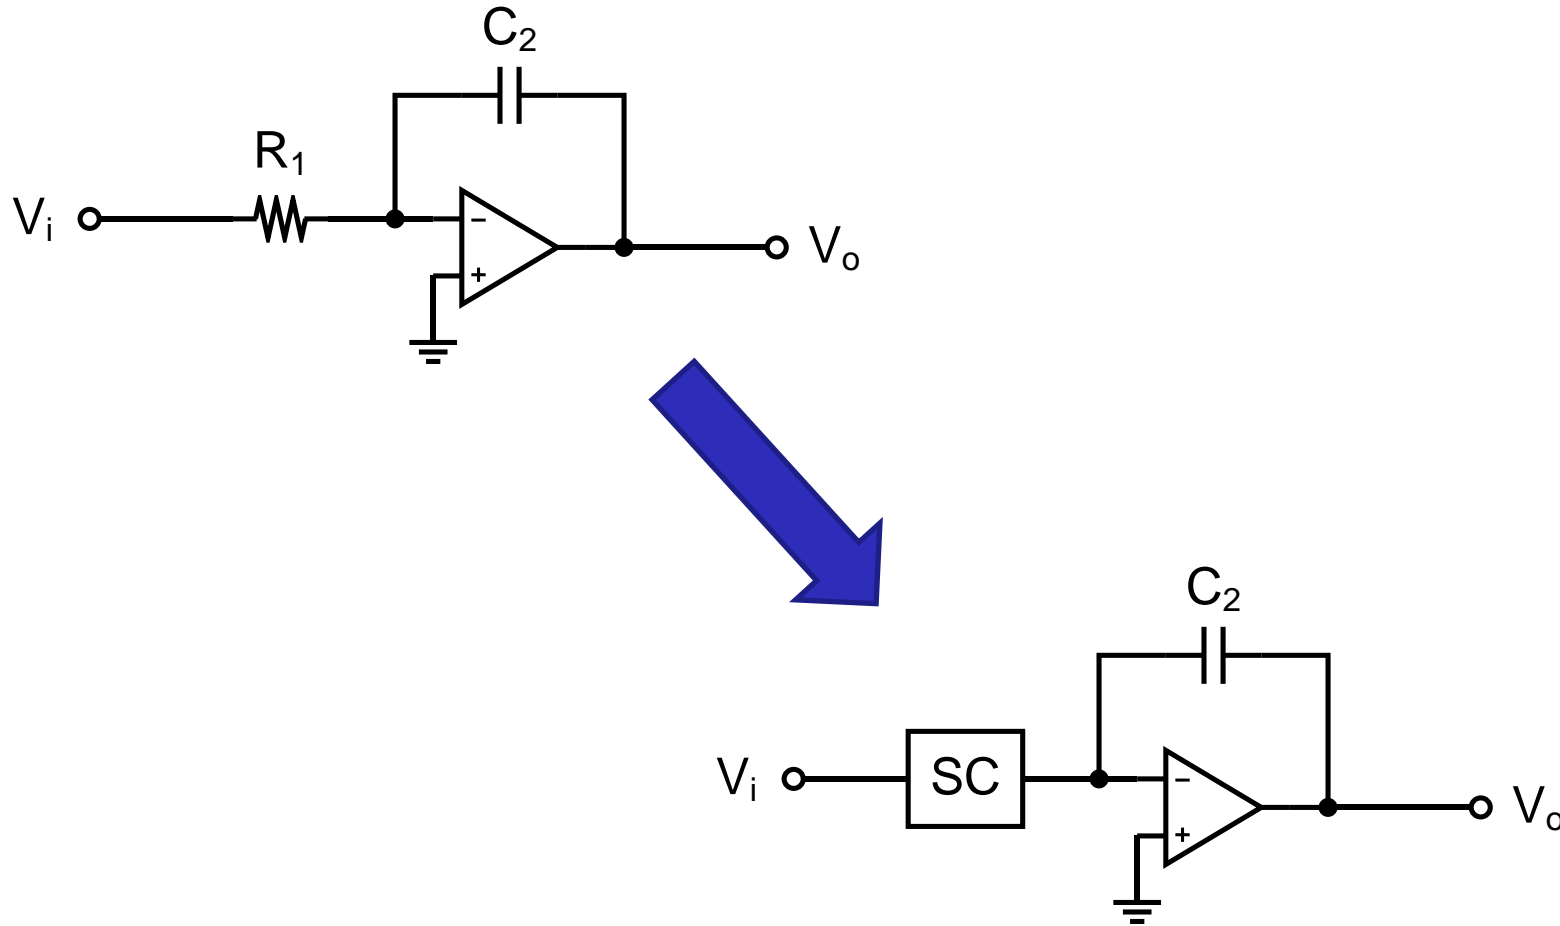 C₂
R₁
Vᵢ
−
+
Vₒ
C₂
Vᵢ
SC
−
+
Vₒ